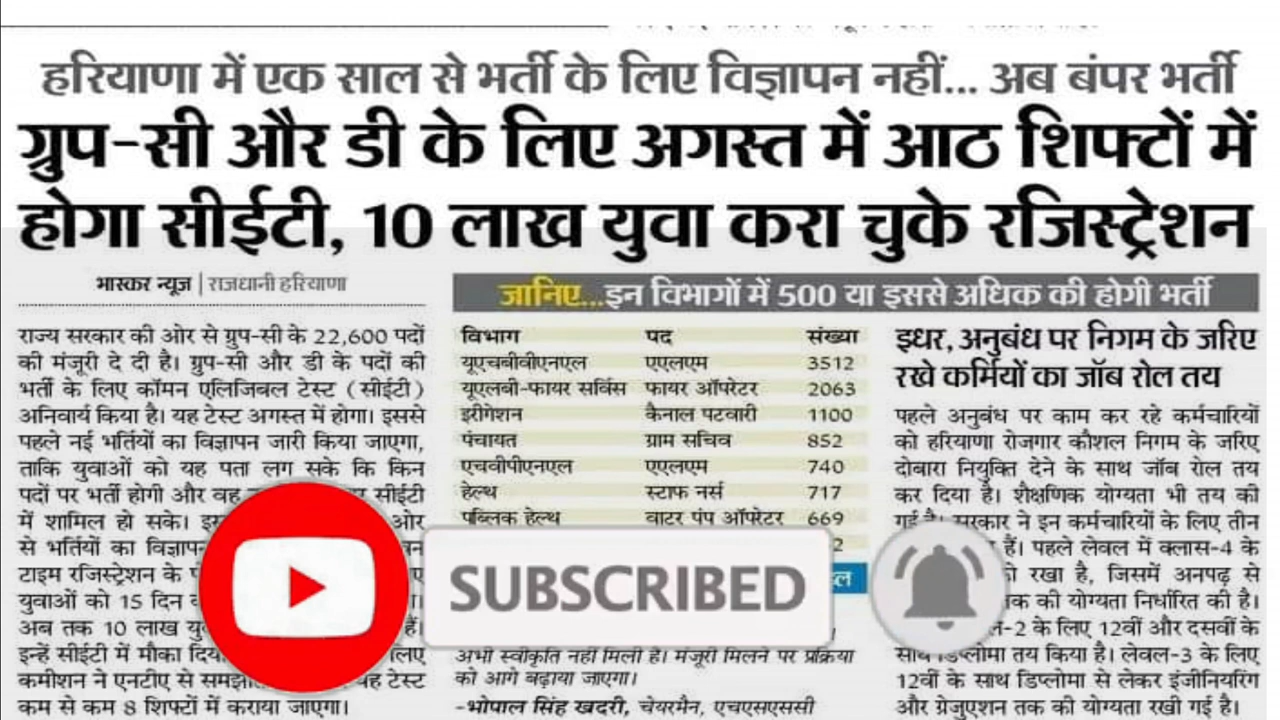 हरियाणा में एक साल से भर्ती के लिए विज्ञापन नहीं... अब बंपर भर्ती
ग्रुप-सी और डी के लिए अगस्त में आठ शिफ्टों में
होगा सीईटी, 10 लाख युवा करा चुके रजिस्ट्रेशन
भास्कर न्यूज | राजधानी हरियाणा
राज्य सरकार की ओर से ग्रुप-सी के 22,600 पदों
की मंजूरी दे दी है। ग्रुप-सी और डी के पदों की
भर्ती के लिए कॉमन एलिजिबल टेस्ट (सीईटी)
अनिवार्य किया है। यह टेस्ट अगस्त में होगा। इससे
पहले नई भर्तियों का विज्ञापन जारी किया जाएगा,
ताकि युवाओं को यह पता लग सके कि किन
पदों पर भर्ती होगी और वह सीईटी
में शामिल हो सके। ओर
से भर्तियों का विज्ञापन
टाइम रजिस्ट्रेशन के
युवाओं को 15 दिन
अब तक 10 लाख हैं।
इन्हें सीईटी में मौका लिए
कमीशन ने एनटीए से यह टेस्ट
कम से कम 8 शिफ्टों में कराया जाएगा।
जानिए...इन विभागों में 500 या इससे अधिक की होगी भर्ती
विभाग पद संख्या
यूएचबीवीएनएल एएलएम 3512
यूएलबी-फायर सर्विस फायर ऑपरेटर 2063
इरीगेशन कैनाल पटवारी 1100
पंचायत ग्राम सचिव 852
एचवीपीएनएल एएलएम 740
हेल्थ स्टाफ नर्स 717
पब्लिक हेल्थ वाटर पंप ऑपरेटर 669
SUBSCRIBED
अभी स्वीकृति नहीं मिली है। मंजूरी मिलने पर प्रक्रिया
को आगे बढ़ाया जाएगा।
-भोपाल सिंह खदरी, चेयरमैन, एचएसएससी
इधर, अनुबंध पर निगम के जरिए
रखे कर्मियों का जॉब रोल तय
पहले अनुबंध पर काम कर रहे कर्मचारियों
को हरियाणा रोजगार कौशल निगम के जरिए
दोबारा नियुक्ति देने के साथ जॉब रोल तय
कर दिया है। शैक्षणिक योग्यता भी तय की
गई है। सरकार ने इन कर्मचारियों के लिए तीन
हैं। पहले लेवल में क्लास-4 के
रखा है, जिसमें अनपढ़ से
की योग्यता निर्धारित की है।
-2 के लिए 12वीं और दसवीं के
साथ डिप्लोमा तय किया है। लेवल-3 के लिए
12वीं के साथ डिप्लोमा से लेकर इंजीनियरिंग
और ग्रेजुएशन तक की योग्यता रखी गई है।